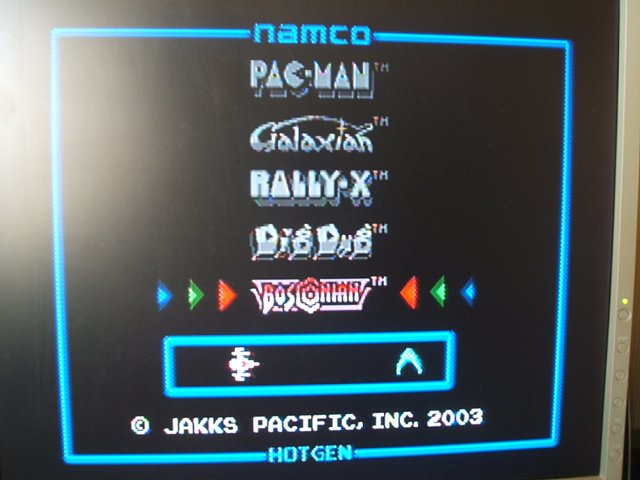 namco
PAC-MAN™
Galaxian™
RALLY-X™
DIG DUG™
BOSCONIAN™
© JAKKS PACIFIC, INC. 2003
HOTGEN